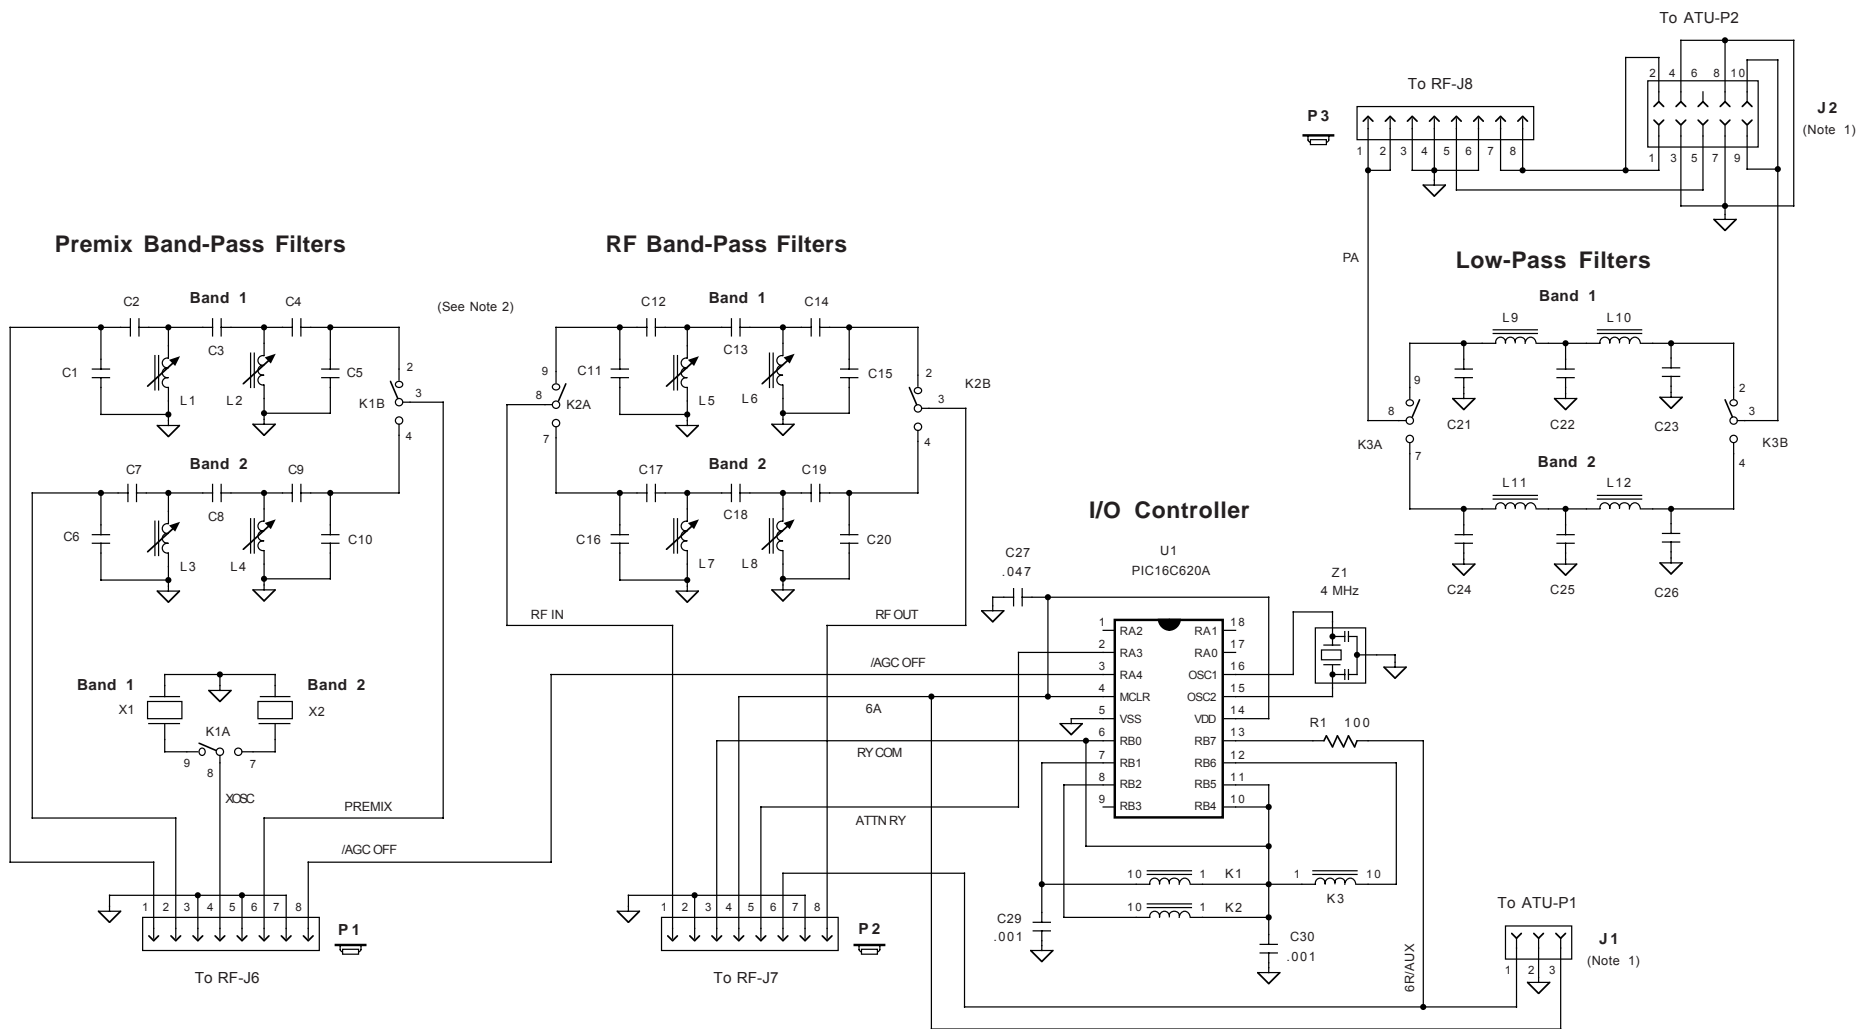 To ATU-P2
2 4 6 8 10
To RF-J8
P3
J2
(Note 1)
1 2 3 4 5 6 7 8
1 3 5 7 9
Premix Band-Pass Filters
RF Band-Pass Filters
PA
Low-Pass Filters
C2 Band 1 C4
(See Note 2)
C12 Band 1 C14
Band 1
L9 L10
C3
C13
C1 C5
2
3
L1 L2
K1B
4
C11 C15
9
8
K2A
7
L5 L6
2
K2B
3
4
9
8
K3A
7
C21 C22 C23
2
3
K3B
4
C7 Band 2 C9
C17 Band 2 C19
Band 2
L11 L12
C8
C18
C6 C10
L3 L4
C16 C20
L7 L8
C24 C25 C26
I/O Controller
U1
PIC16C620A
C27
.047
Z1
4 MHz
RF IN
RF OUT
1 RA2 RA1 18
2 RA3 RA0 17
3 RA4 OSC1 16
4 MCLR OSC2 15
5 VSS VDD 14
6 RB0 RB7 13
7 RB1 RB6 12
8 RB2 RB5 11
9 RB3 RB4 10
/AGC OFF
6A
RY COM
ATTN RY
R1 100
Band 1
X1
Band 2
X2
K1A
9 8 7
XOSC
PREMIX
/AGC OFF
10 1 K1
1 10
K3
10 1 K2
C29
.001
C30
.001
6R/AUX
1 2 3 4 5 6 7 8
P1
To RF-J6
1 2 3 4 5 6 7 8
P2
To RF-J7
To ATU-P1
J1
(Note 1)
1 2 3